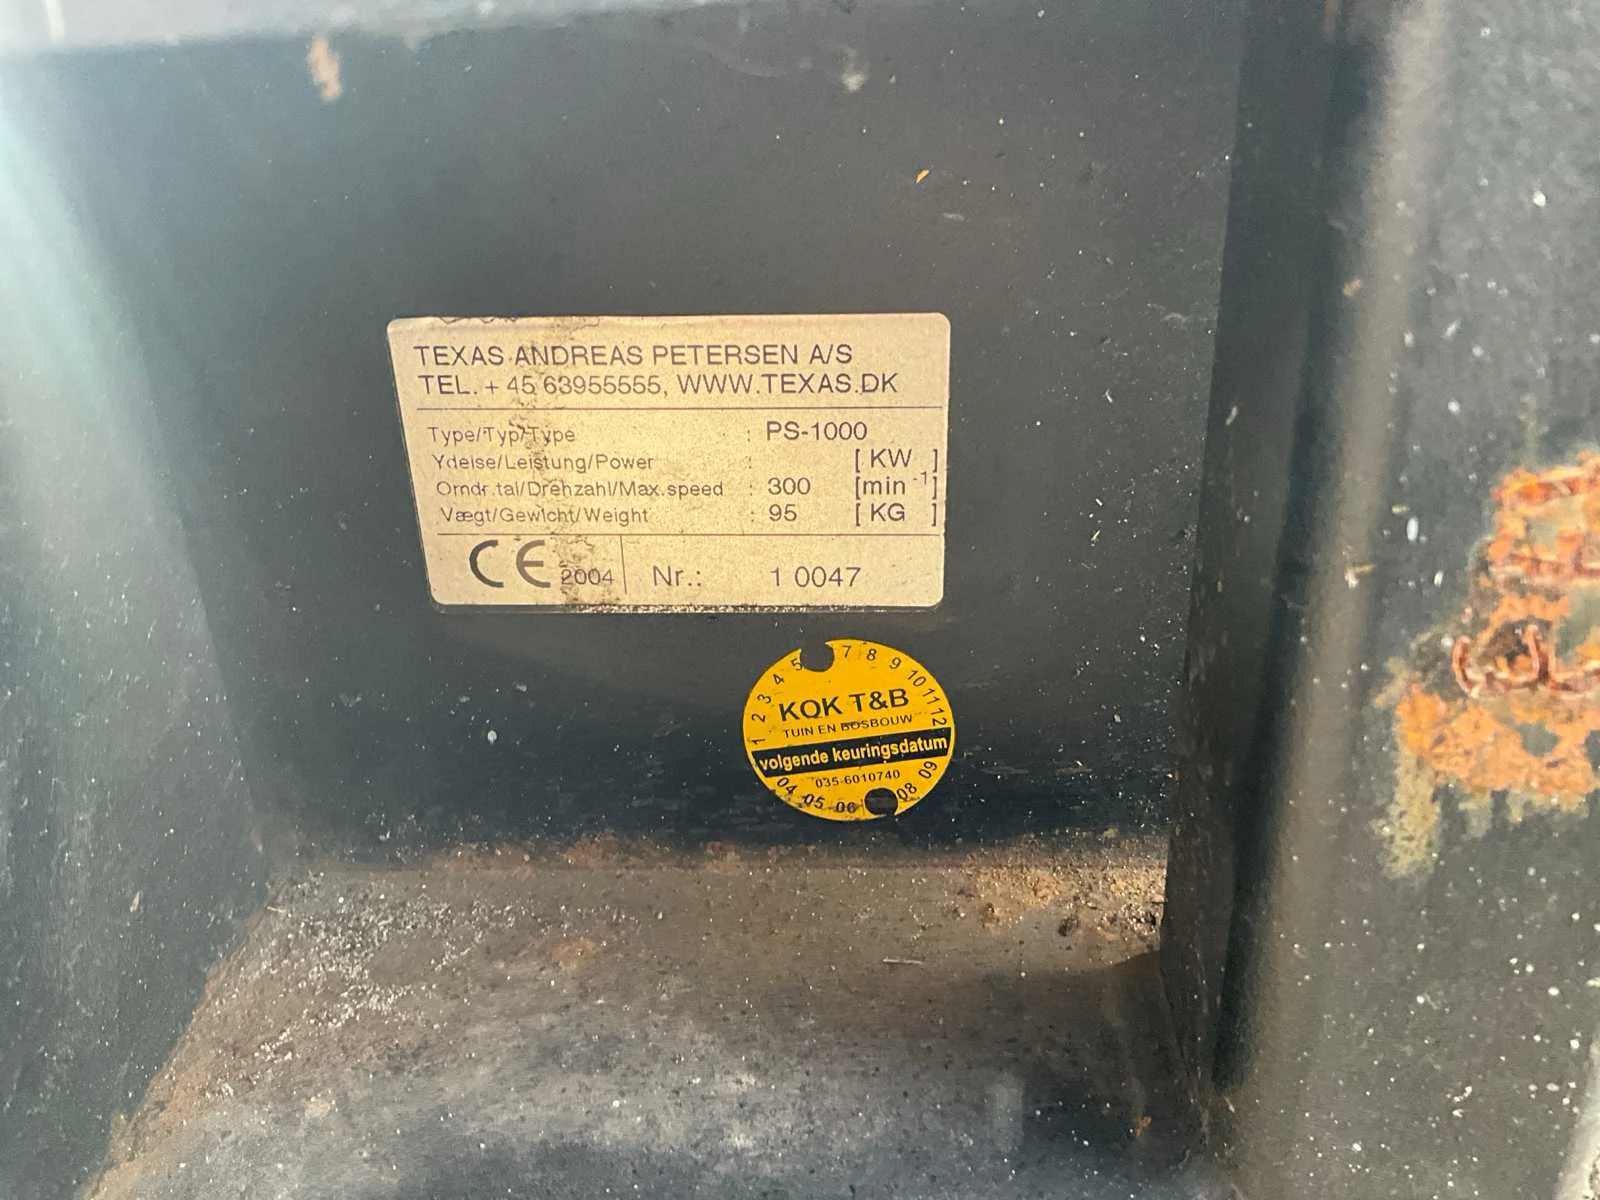 TEXAS ANDREAS PETERSEN A/S
TEL. + 45 63955555, WWW.TEXAS.DK
Type/Typ/Type : PS-1000
Ydelse/Leistung/Power : [ KW ]
Omdr.tal/Drehzahl/Max.speed : 300 [min -1]
Vægt/Gewicht/Weight : 95 [ KG ]
CE 2004 Nr.: 1 0047
1 2 3 4 5 7 8 9 10 11 12
KOK T&B
TUIN EN BOSBOUW
volgende keuringsdatum
035-6010740
04 05 06 08 09